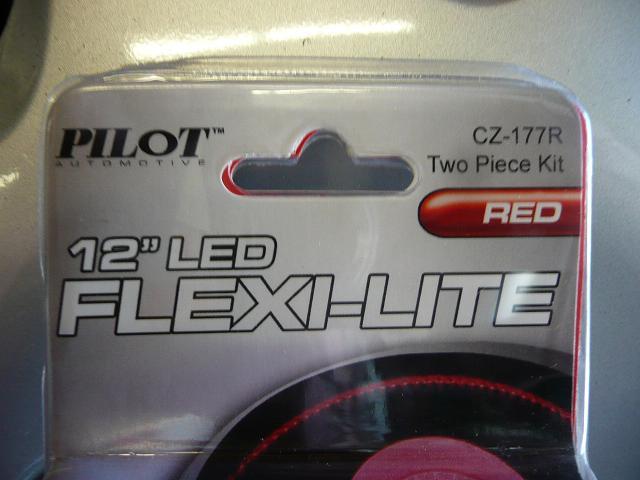 PILOT™
AUTOMOTIVE
CZ-177R
Two Piece Kit
RED
12” LED
FLEXI-LITE